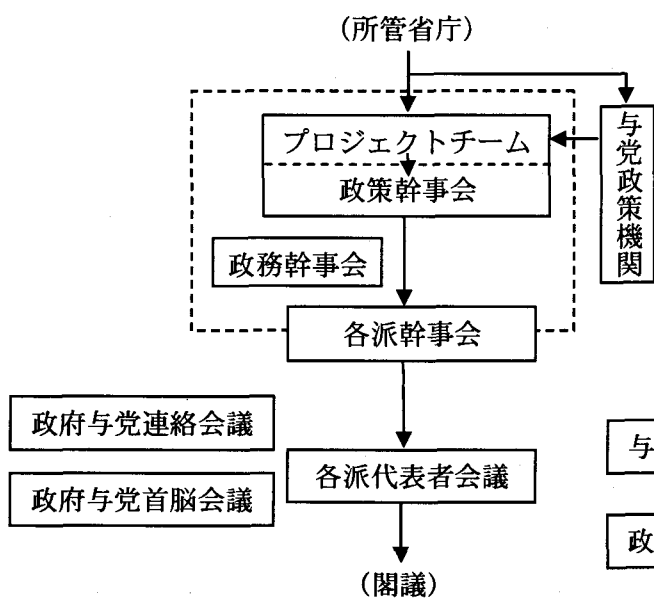 (所管省庁)
プロジェクトチーム
政策幹事会
与党政策機関
政務幹事会
各派幹事会
政府与党連絡会議
与
各派代表者会議
政府与党首脳会議
政
(閣議)